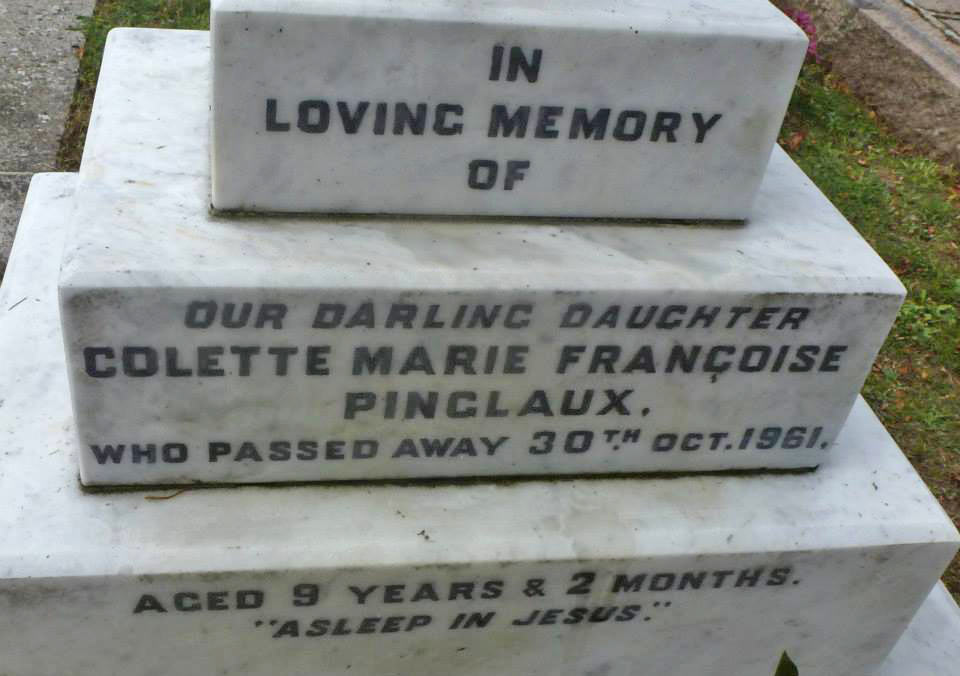 IN
LOVING MEMORY
OF
OUR DARLING DAUGHTER
COLETTE MARIE FRANÇOISE
PINGLAUX.
WHO PASSED AWAY 30TH. OCT. 1961.
AGED 9 YEARS & 2 MONTHS.
"ASLEEP IN JESUS."